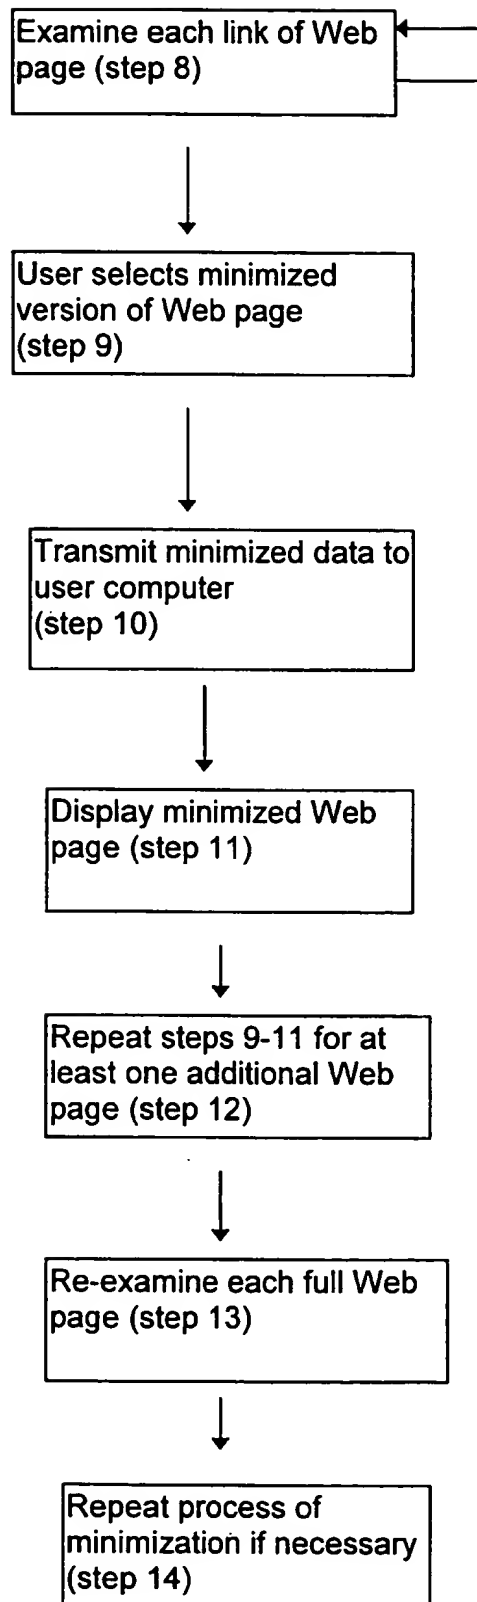 Examine each link of Web
page (step 8)
User selects minimized
version of Web page
(step 9)
Transmit minimized data to
user computer
(step 10)
Display minimized Web
page (step 11)
Repeat steps 9-11 for at
least one additional Web
page (step 12)
Re-examine each full Web
page (step 13)
Repeat process of
minimization if necessary
(step 14)